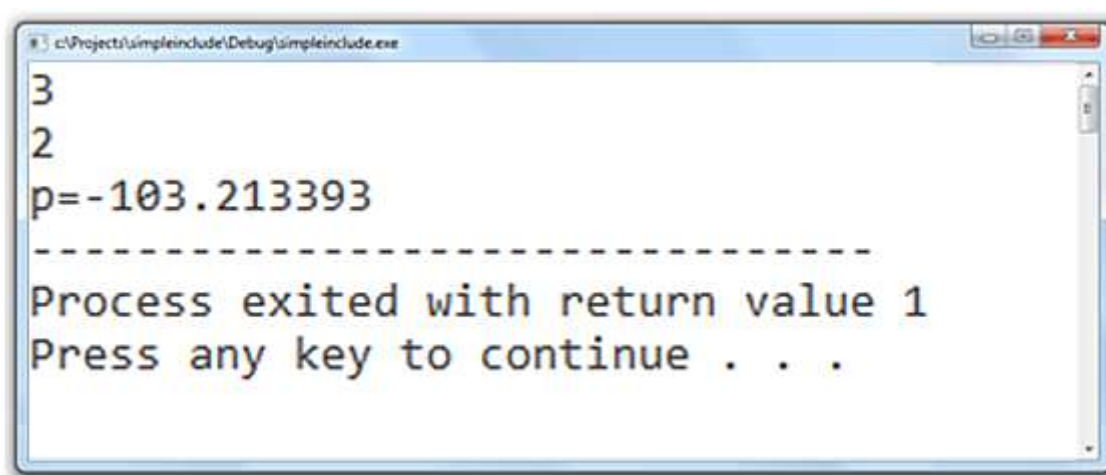 c:\Projects\simpleinclude\Debug\simpleinclude.exe
3
2
p=-103.213393
--------------------------------
Process exited with return value 1
Press any key to continue . . .